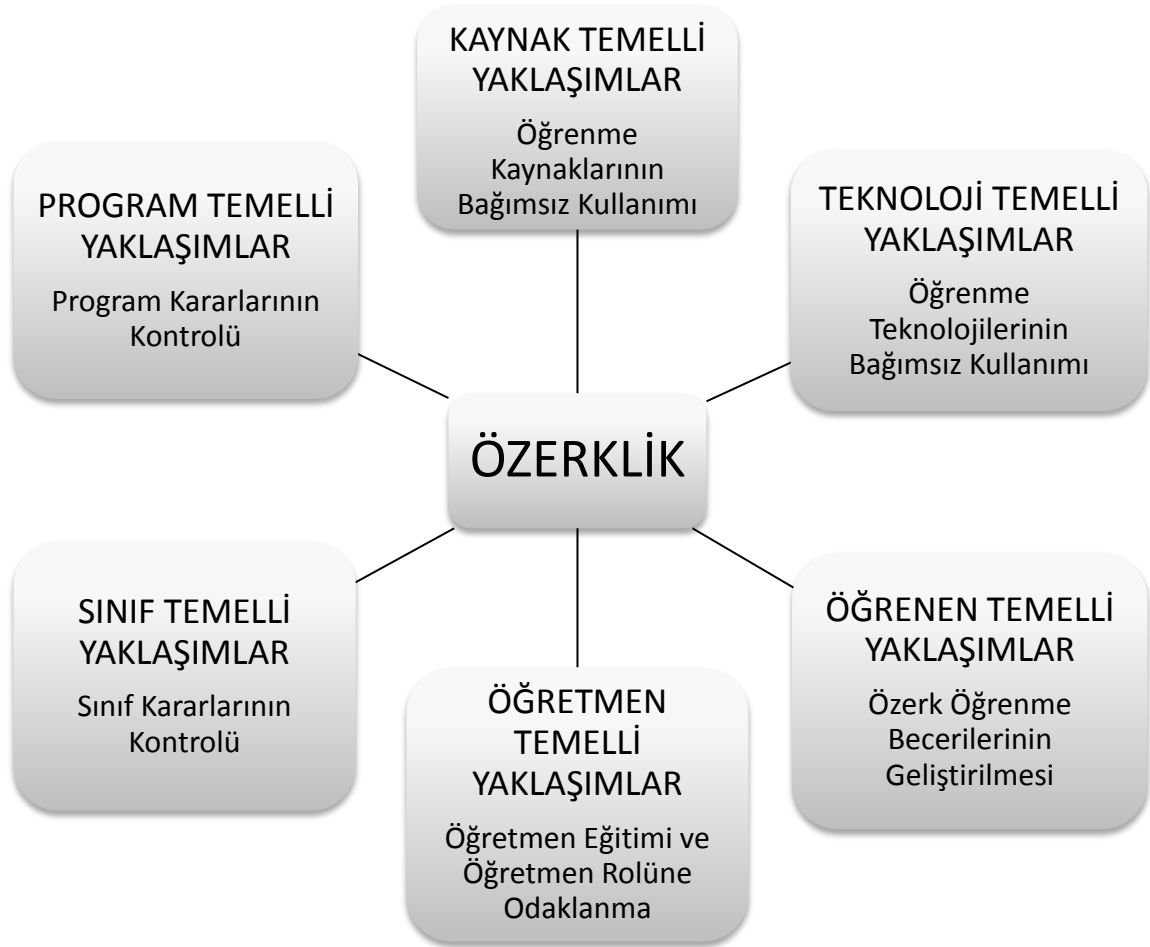 KAYNAK TEMELLİ
YAKLAŞIMLAR
Öğrenme
Kaynaklarının
Bağımsız Kullanımı
PROGRAM TEMELLİ
YAKLAŞIMLAR
Program Kararlarının
Kontrolü
TEKNOLOJİ TEMELLİ
YAKLAŞIMLAR
Öğrenme
Teknolojilerinin
Bağımsız Kullanımı
ÖZERKLİK
SINIF TEMELLİ
YAKLAŞIMLAR
Sınıf Kararlarının
Kontrolü
ÖĞRETMEN
TEMELLİ
YAKLAŞIMLAR
Öğretmen Eğitimi ve
Öğretmen Rolüne
Odaklanma
ÖĞRENEN TEMELLİ
YAKLAŞIMLAR
Özerk Öğrenme
Becerilerinin
Geliştirilmesi